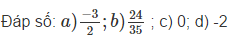 Đáp số: a) −3/2; b) 24/35 ; c) 0; d) -2